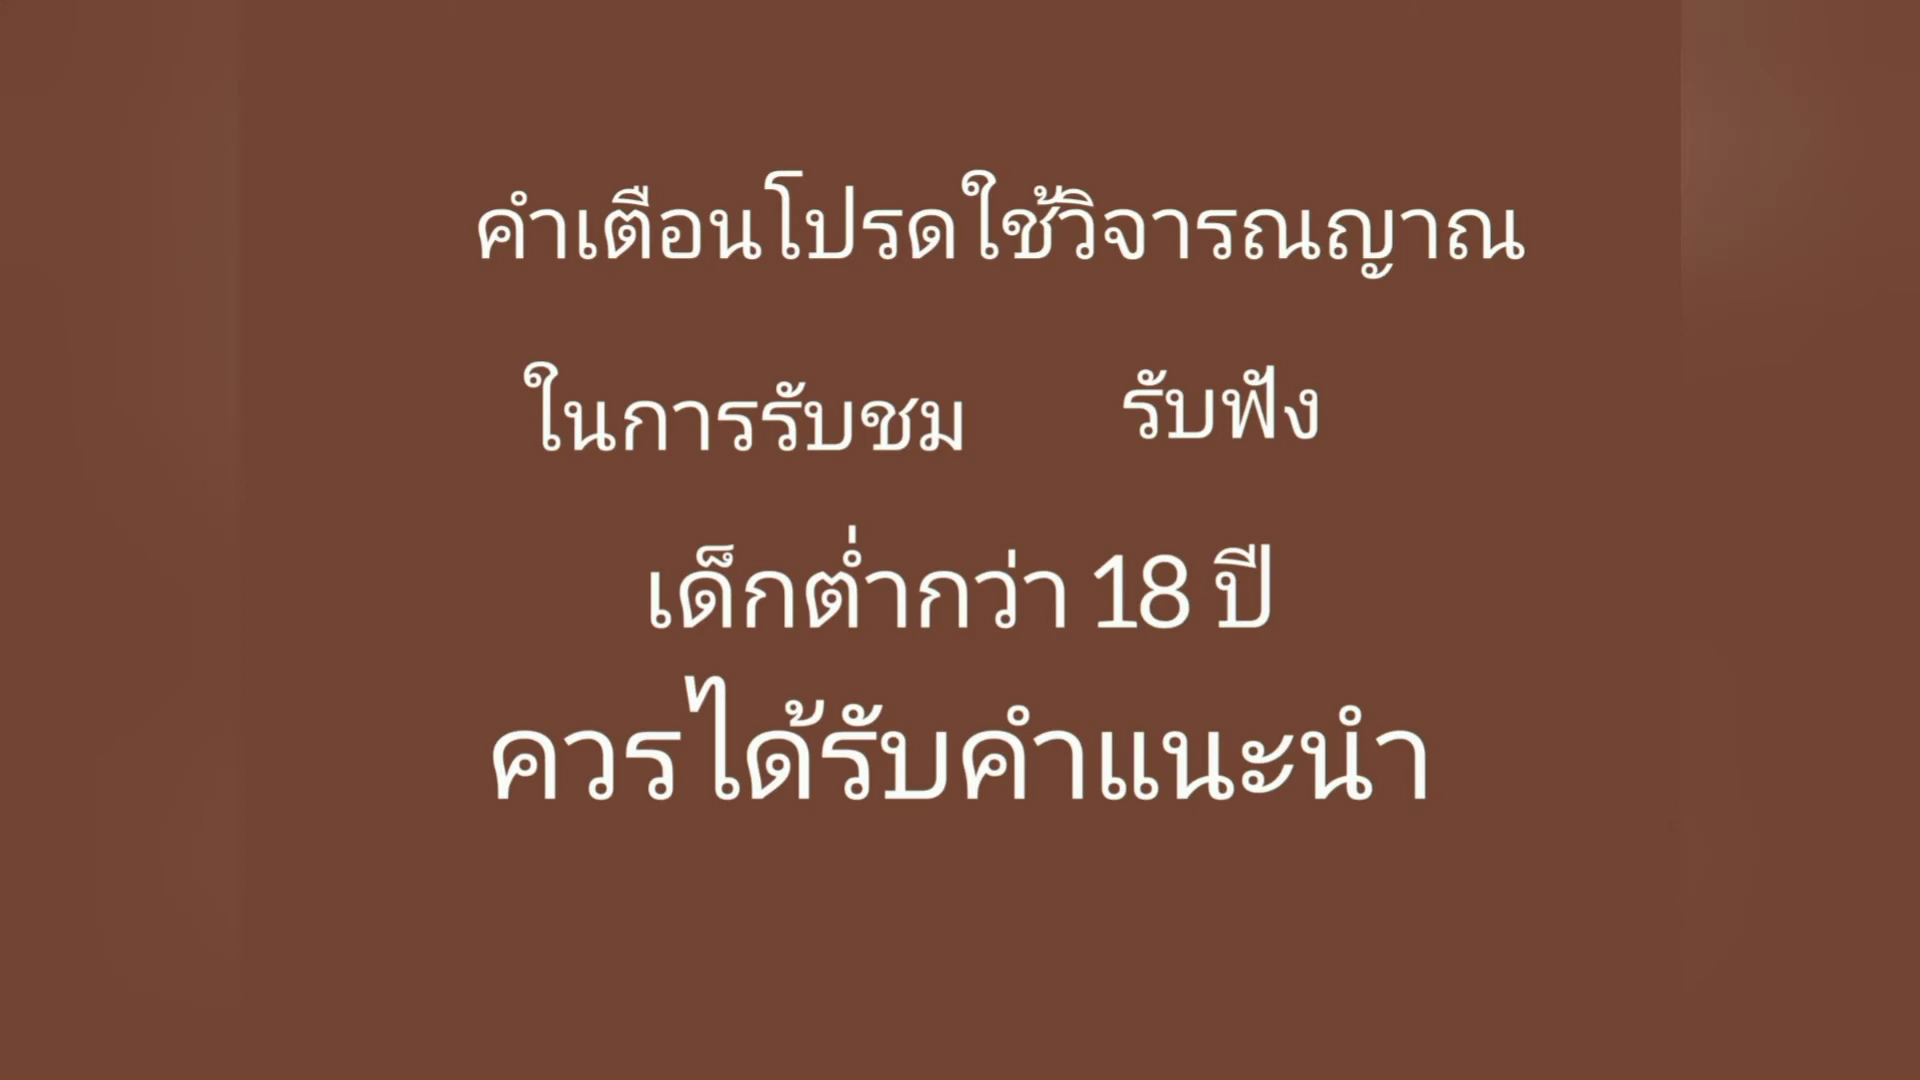 คำเตือนโปรดใช้วิจารณญาณ
ในการรับชม รับฟัง
เด็กต่ำกว่า 18 ปี
ควรได้รับคำแนะนำ